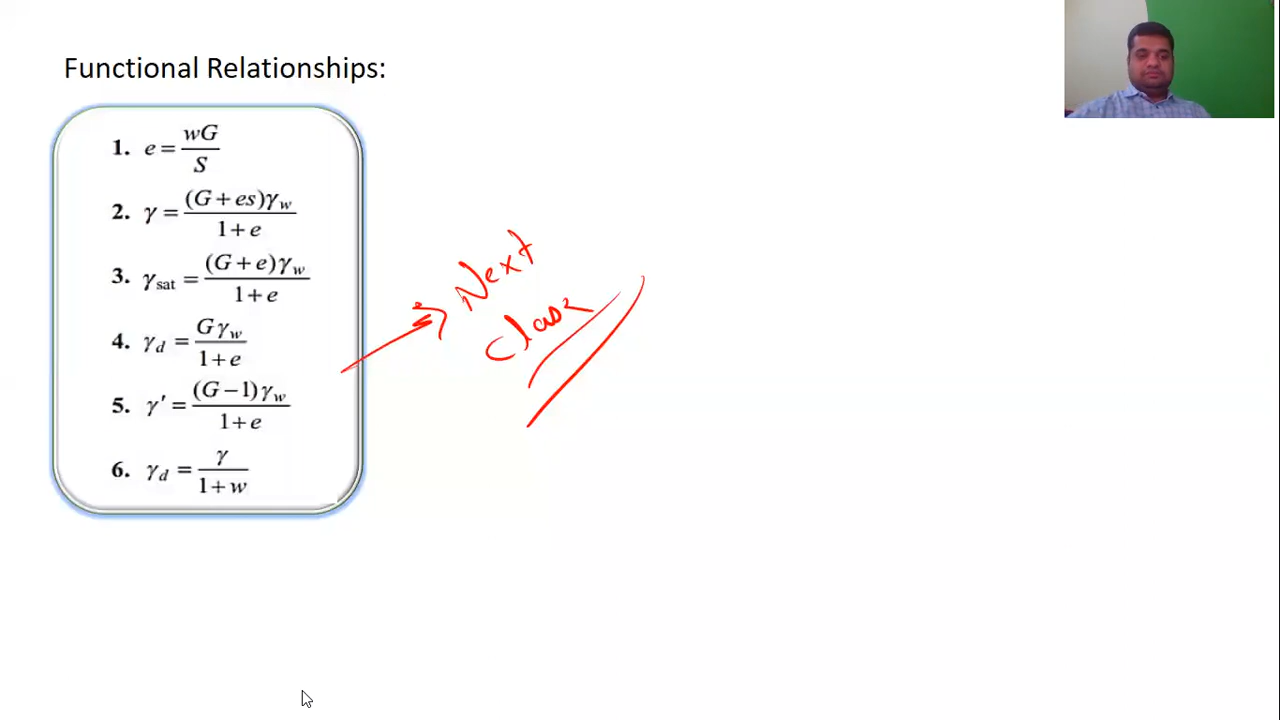 Functional Relationships:
1. e = wG / S
2. γ = (G + es)γw / 1 + e
3. γsat = (G + e)γw / 1 + e
4. γd = Gγw / 1 + e
5. γ' = (G − 1)γw / 1 + e
6. γd = γ / 1 + w
Next
Class